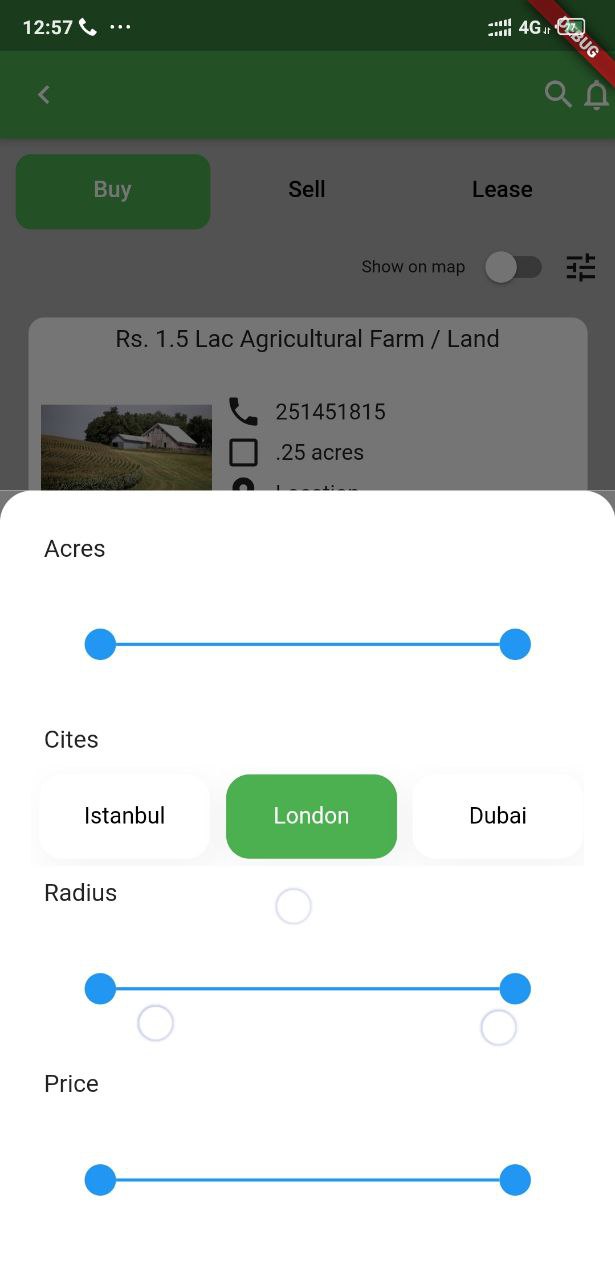 12:57
4G
DEBUG
Buy
Sell
Lease
Show on map
Rs. 1.5 Lac Agricultural Farm / Land
251451815
.25 acres
Location
Acres
Cites
Istanbul
London
Dubai
Radius
Price